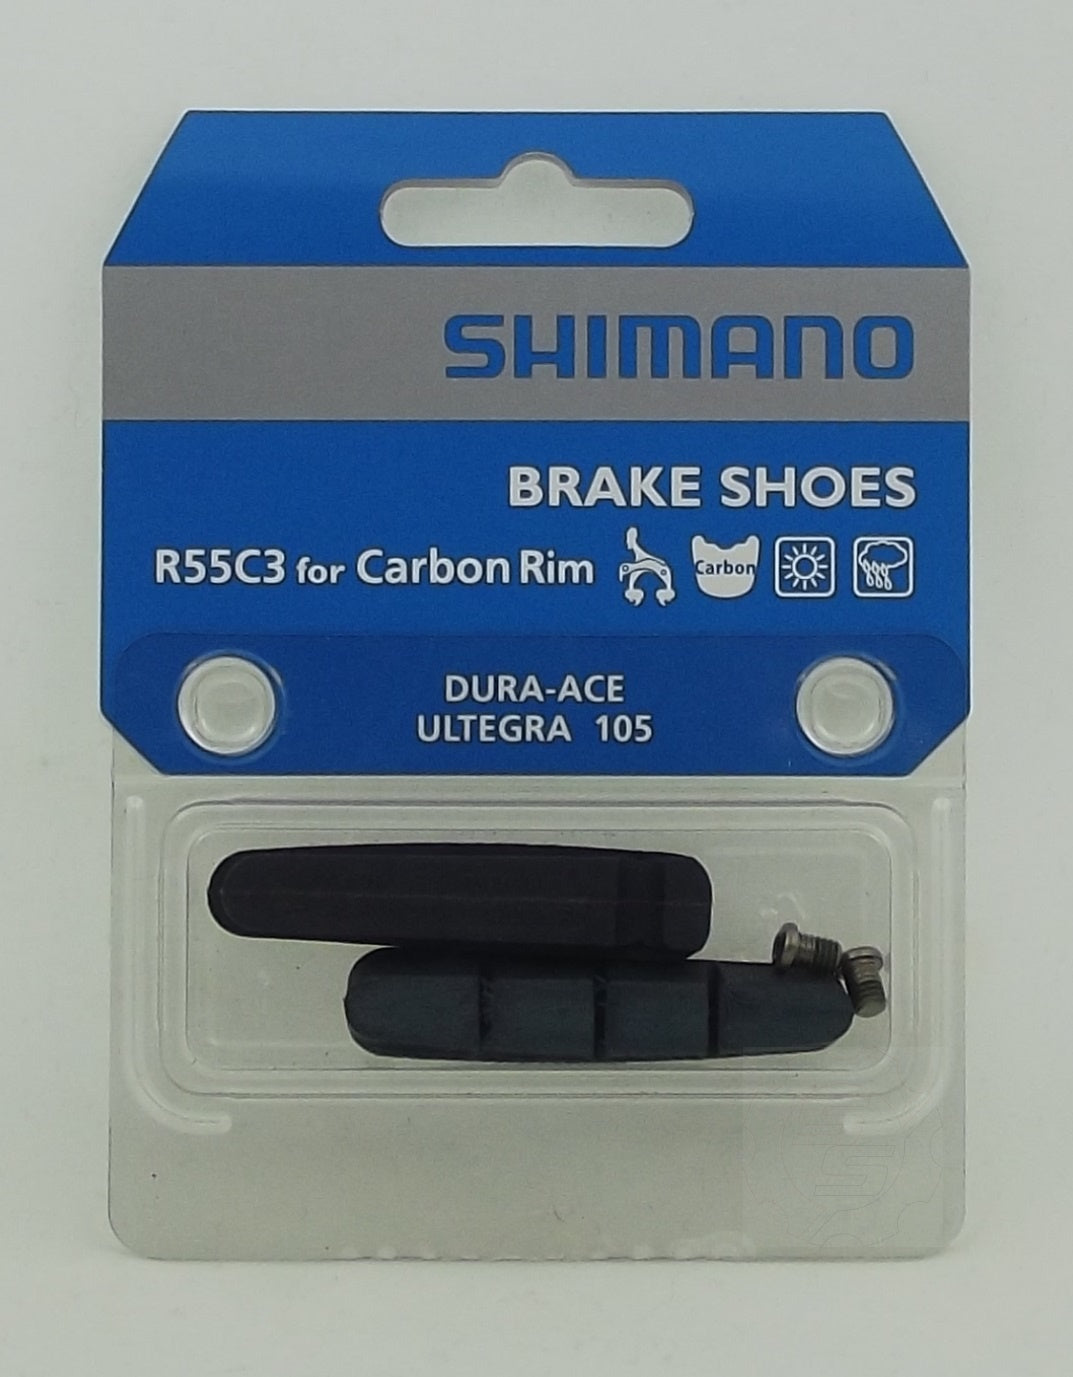 SHIMANO
BRAKE SHOES
R55C3 for Carbon Rim
Carbon
DURA-ACE
ULTEGRA 105